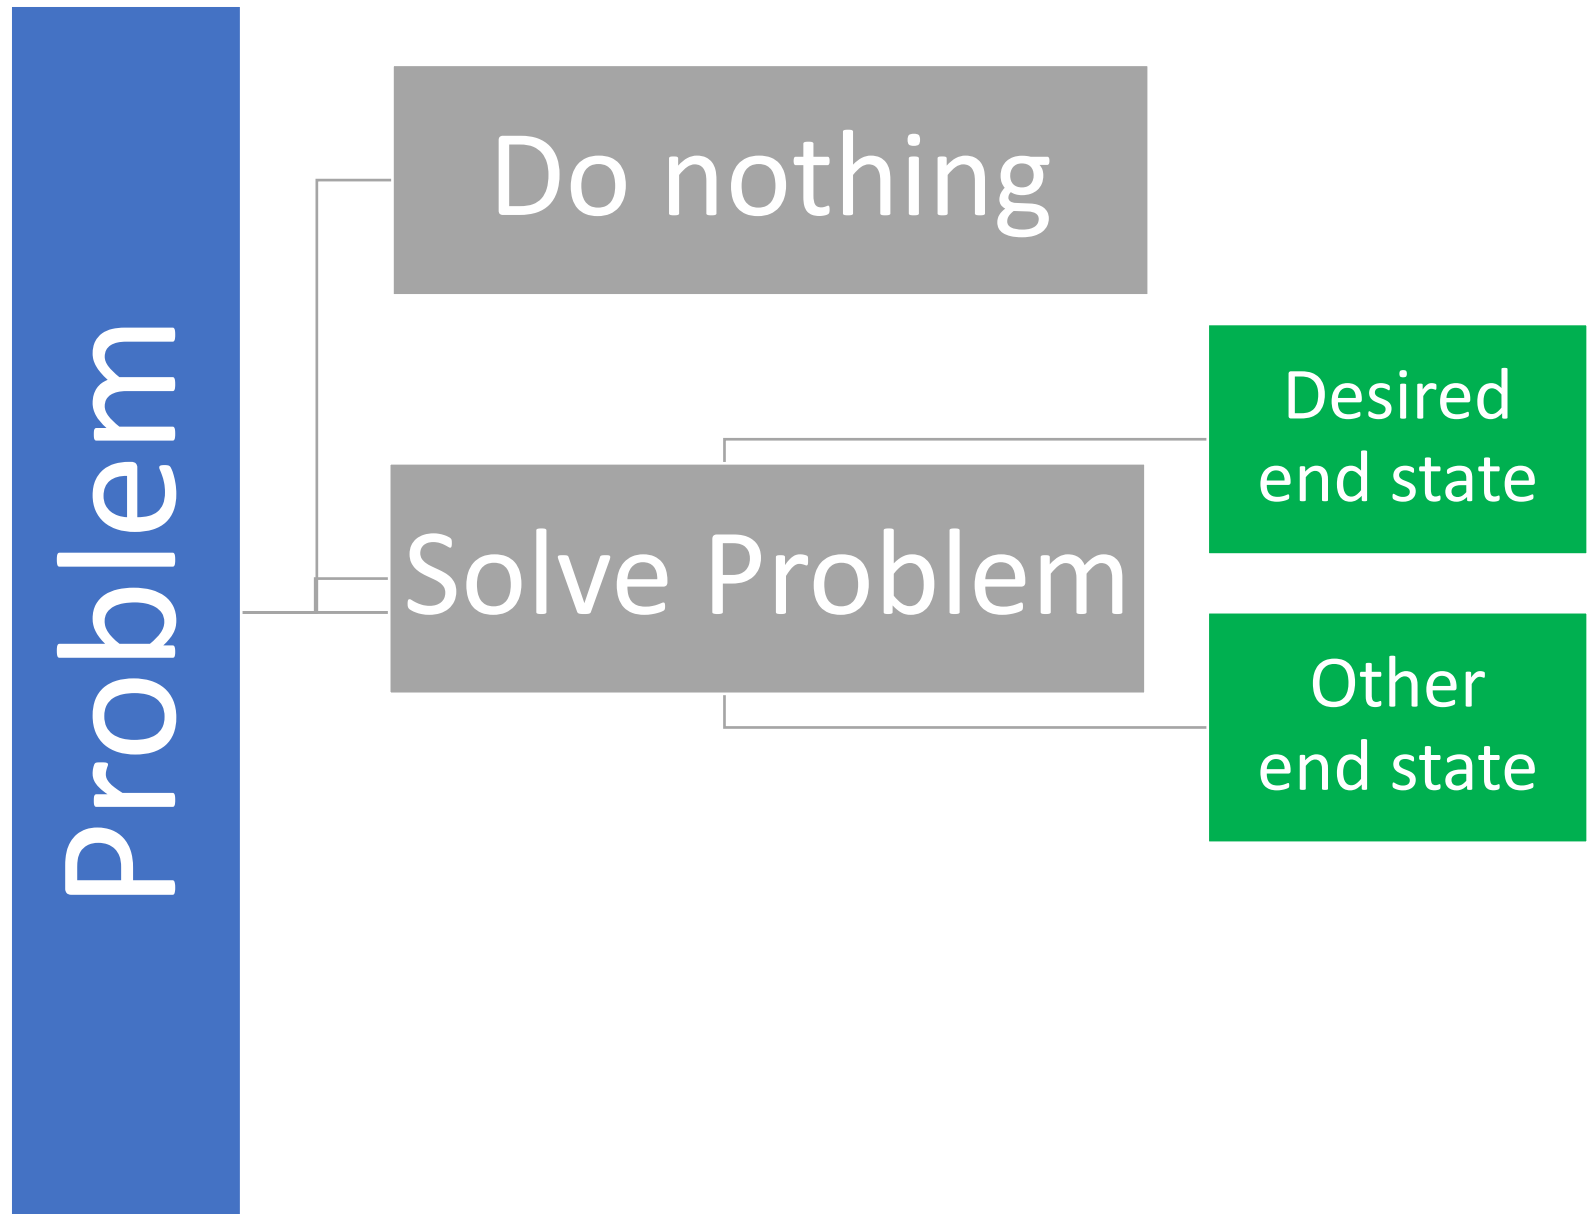 Problem
Do nothing
Solve Problem
Desired
end state
Other
end state